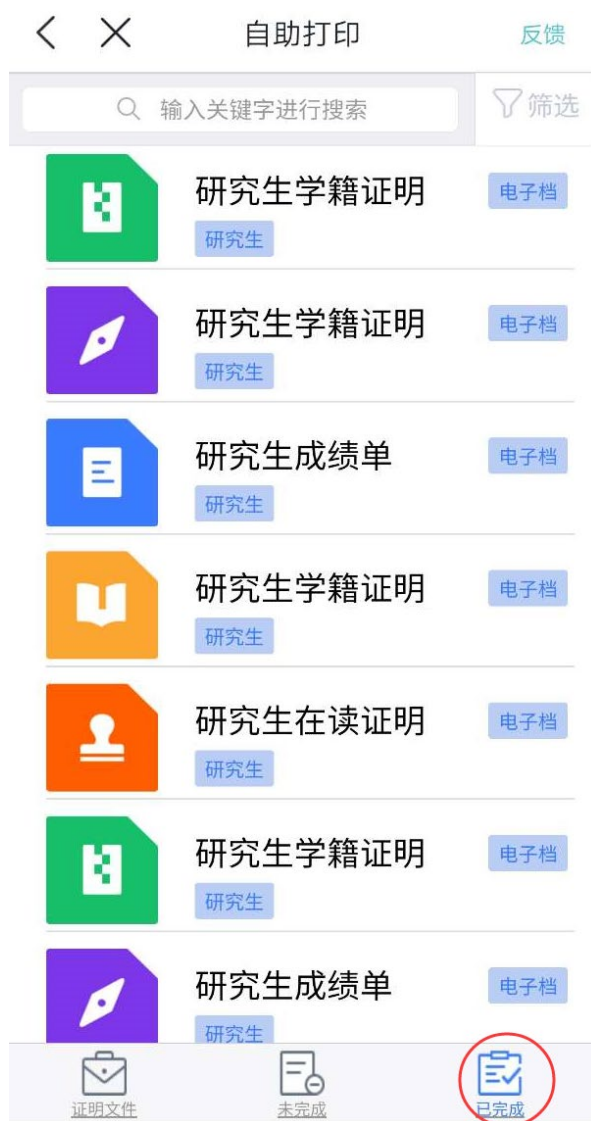 自助打印
反馈
输入关键字进行搜索
筛选
研究生学籍证明
电子档
研究生
研究生学籍证明
电子档
研究生
研究生成绩单
电子档
研究生
研究生学籍证明
电子档
研究生
研究生在读证明
电子档
研究生
研究生学籍证明
电子档
研究生
研究生成绩单
电子档
研究生
证明文件
未完成
已完成